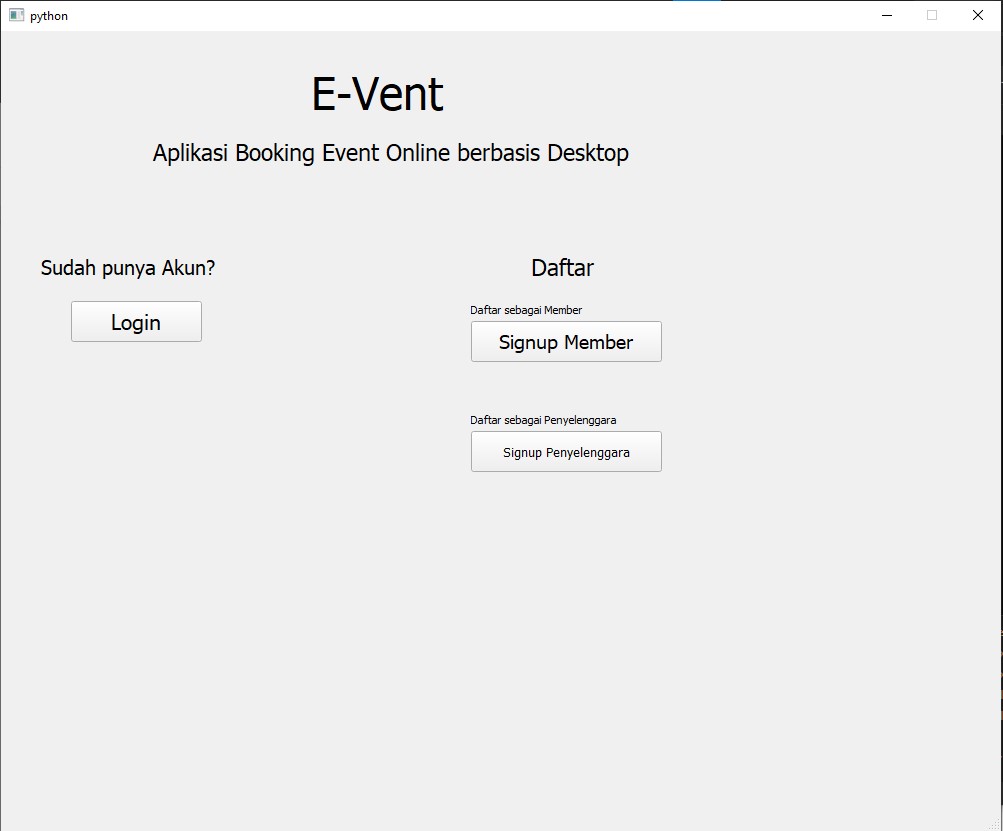 python
E-Vent
Aplikasi Booking Event Online berbasis Desktop
Sudah punya Akun?
Login
Daftar
Daftar sebagai Member
Signup Member
Daftar sebagai Penyelenggara
Signup Penyelenggara